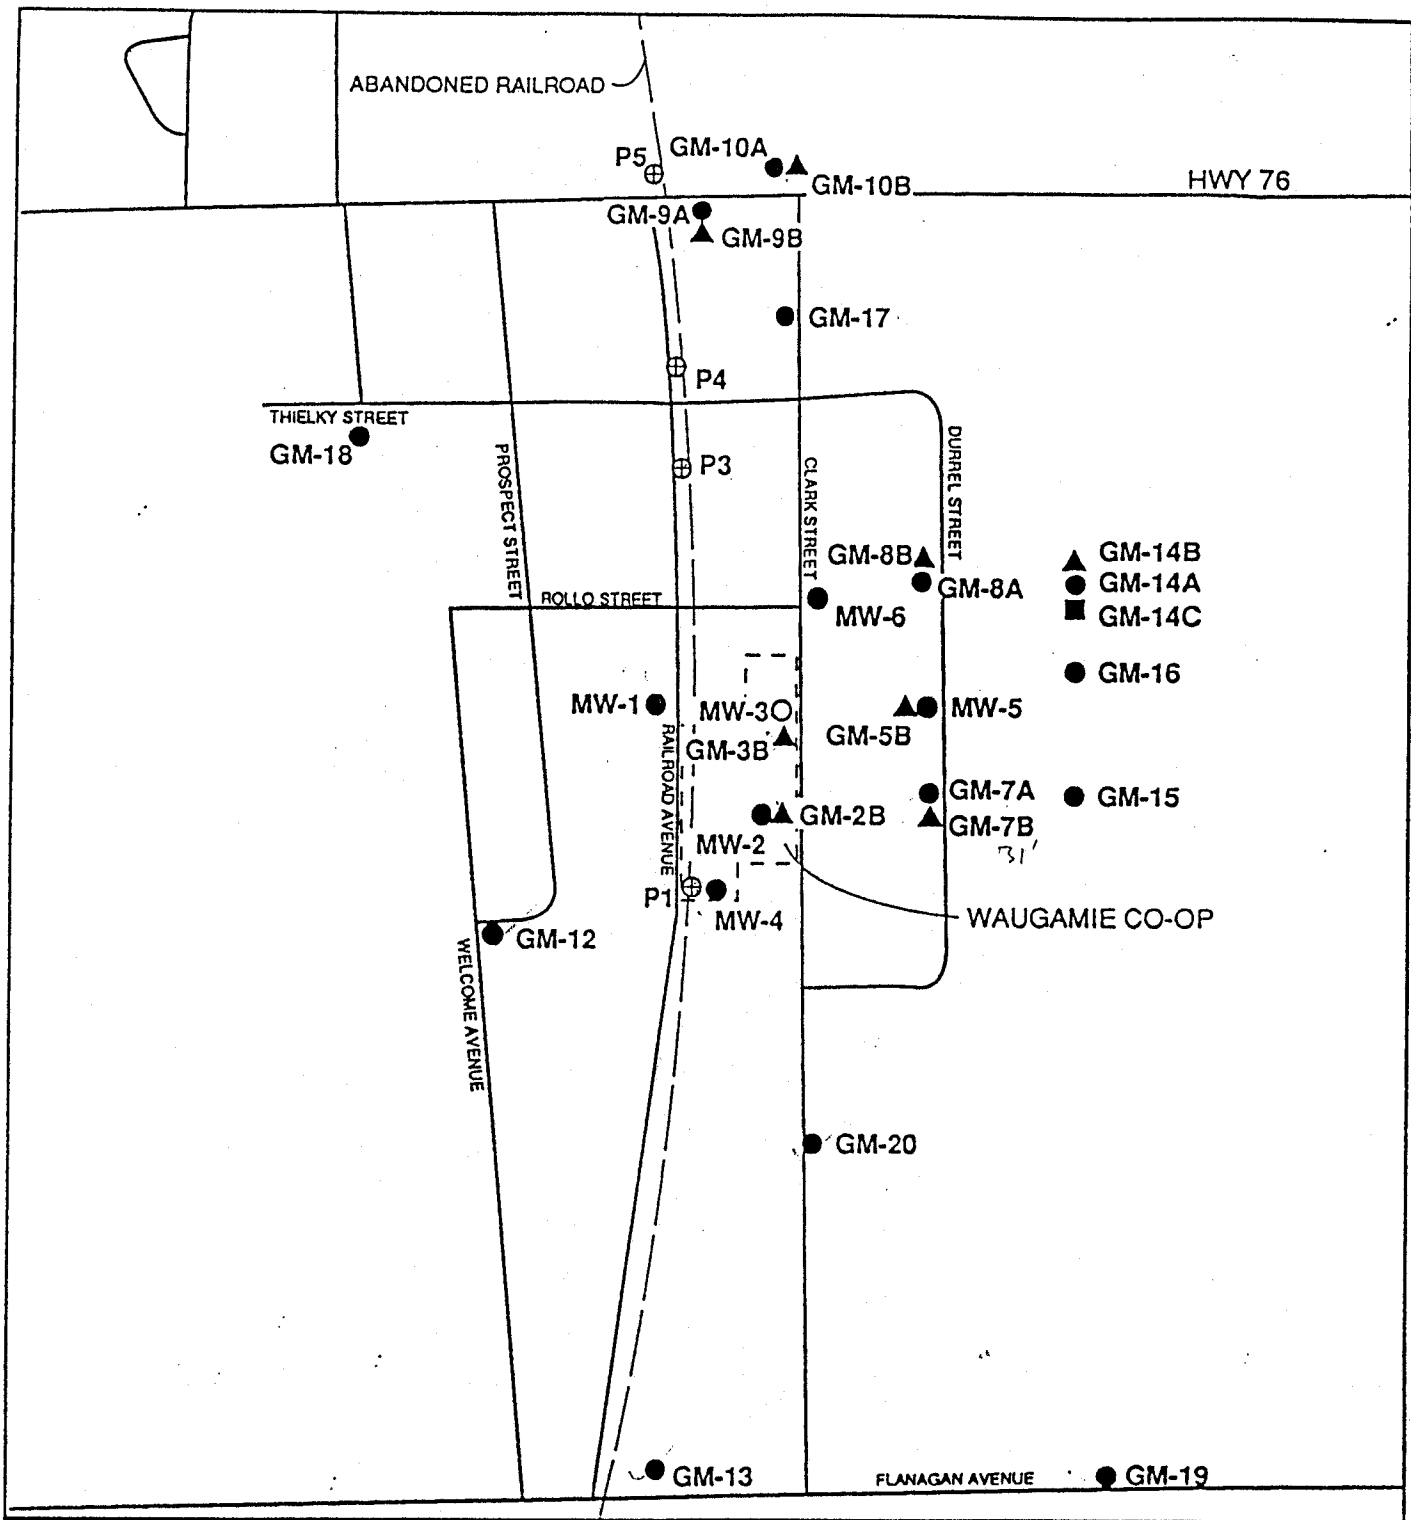 ABANDONED RAILROAD
P5
GM-10A
GM-10B
HWY 76
GM-9A
GM-9B
GM-17
P4
THIELKY STREET
GM-18
PROSPECT STREET
P3
CLARK STREET
DURREL STREET
GM-8B
GM-8A
GM-14B
GM-14A
GM-14C
ROLLO STREET
MW-6
GM-16
MW-1
MW-3
MW-5
GM-5B
GM-3B
RAILROAD AVENUE
GM-7A
GM-15
GM-2B
GM-7B
MW-2
31'
P1
MW-4
WAUGAMIE CO-OP
GM-12
WELCOME AVENUE
GM-20
GM-13
FLANAGAN AVENUE
GM-19